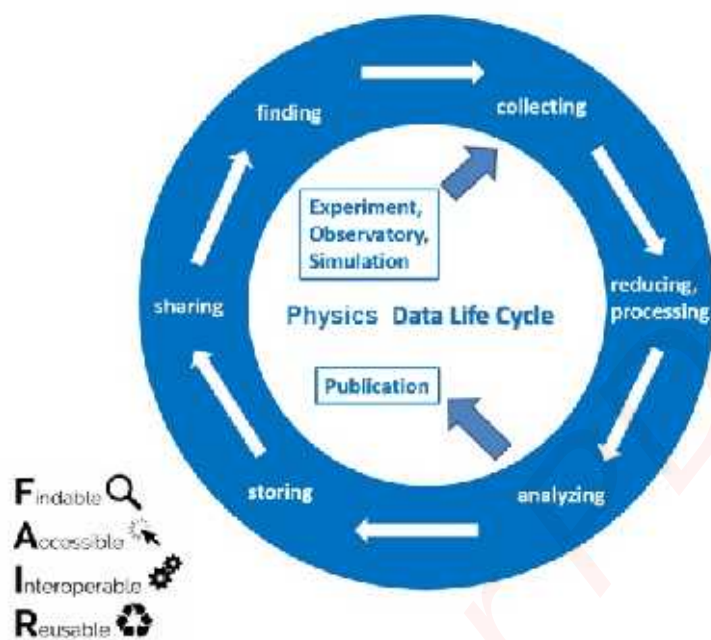 finding
collecting
Experiment,
Observatory,
Simulation
reducing,
processing
sharing
Physics Data Life Cycle
Publication
storing
analyzing
Findable
Accessible
Interoperable
Reusable